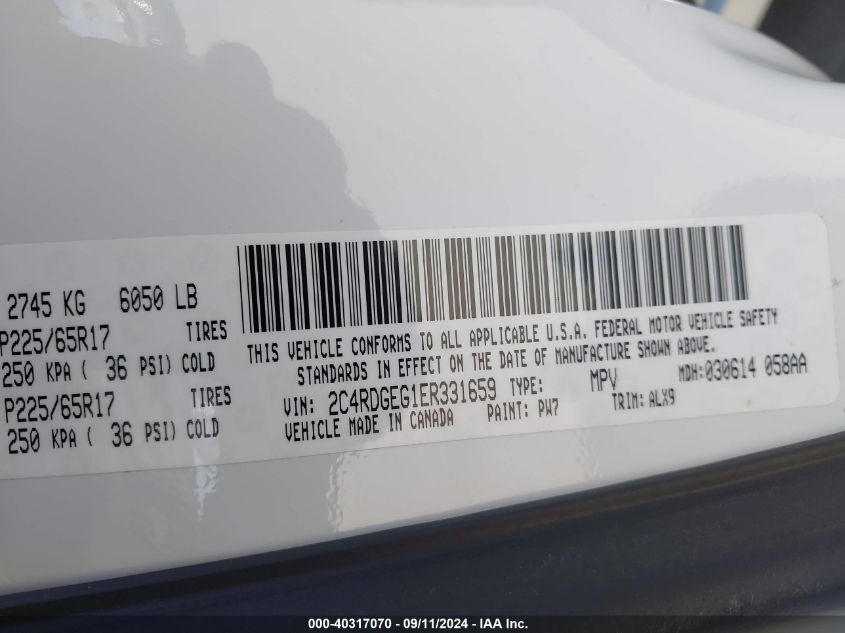 2745 KG 6050 LB
P225/65R17 TIRES
250 KPA ( 36 PSI) COLD
P225/65R17 TIRES
250 KPA ( 36 PSI) COLD
THIS VEHICLE CONFORMS TO ALL APPLICABLE U.S.A. FEDERAL MOTOR VEHICLE SAFETY
STANDARDS IN EFFECT ON THE DATE OF MANUFACTURE SHOWN ABOVE.
VIN: 2C4RDGEG1ER331659 TYPE: MPV MDH:030614 058AA
VEHICLE MADE IN CANADA PAINT: PW7 TRIM: ALX9
000-40317070 - 09/11/2024 - IAA, Inc.